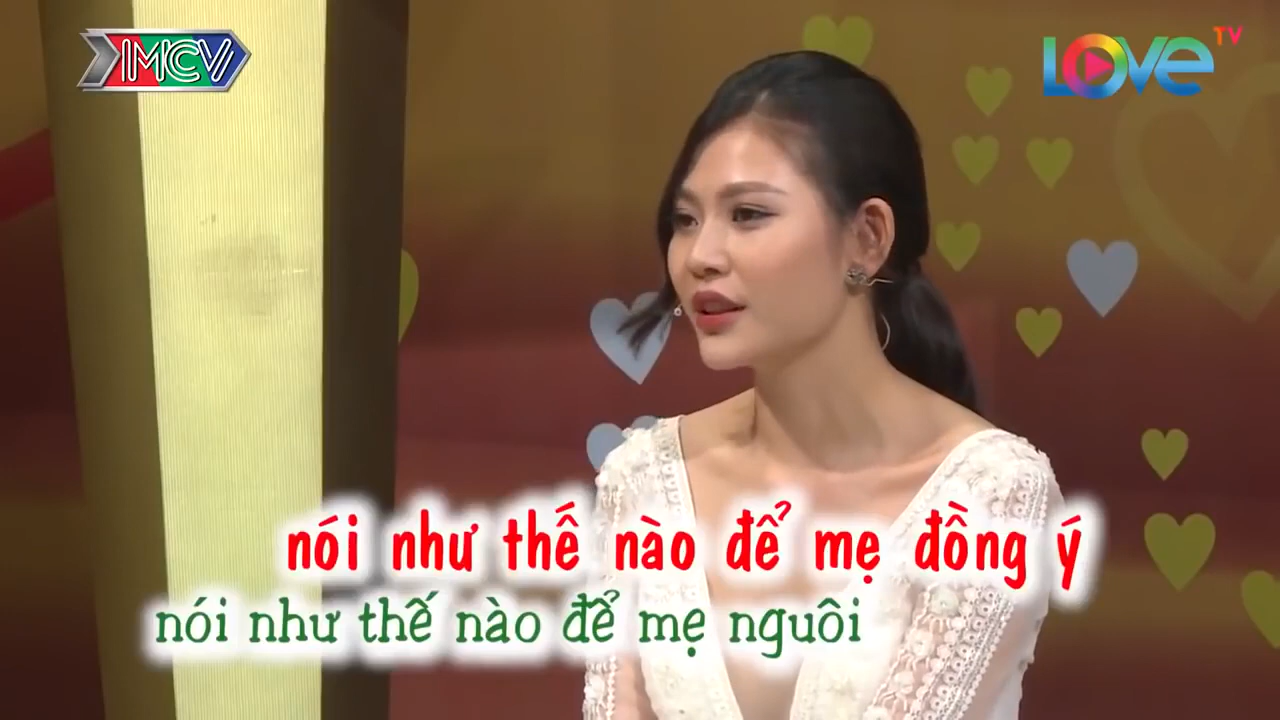 MCV
LOVE TV
nói như thế nào để mẹ đồng ý
nói như thế nào để mẹ nguôi